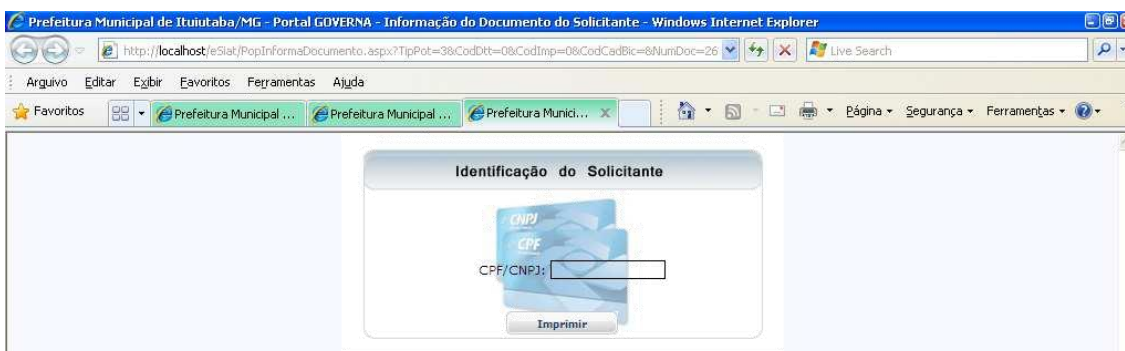 Prefeitura Municipal de Ituiutaba/MG - Portal GOVERNA - Informação do Documento do Solicitante - Windows Internet Explorer
http://localhost/eSiat/PopInformaDocumento.aspx?TipPot=3&CodDtt=0&CodImp=0&CodCadBic=&NumDoc=26 Live Search
Arquivo Editar Exibir Favoritos Ferramentas Ajuda
Favoritos Prefeitura Municipal ... Prefeitura Municipal ... Prefeitura Munici... Página Segurança Ferramentas
Identificação do Solicitante
CNPJ
CPF
CPF/CNPJ:
Imprimir